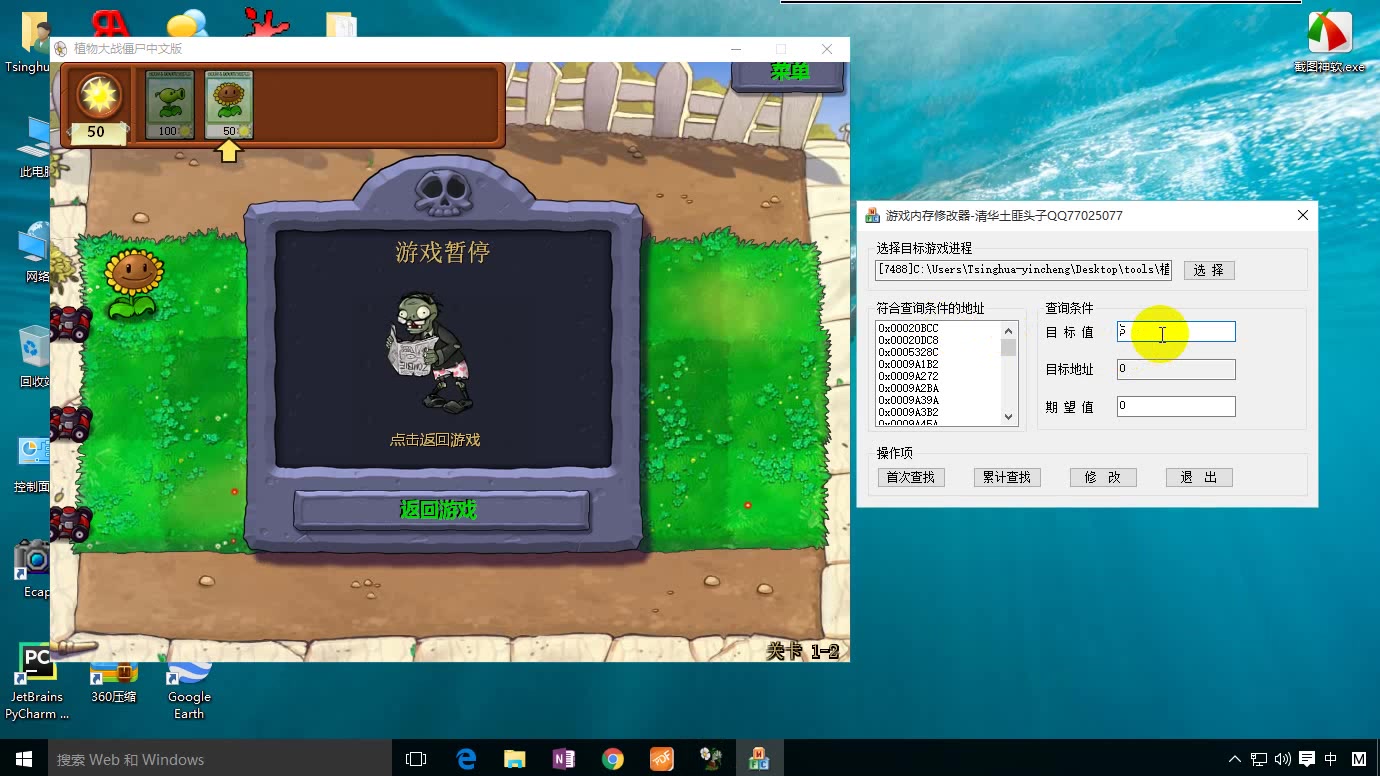 Tsinghu
此电脑
网络
回收站
控制面
Ecap
JetBrains
PyCharm ...
360压缩
Google
Earth
截图神软.exe
植物大战僵尸中文版
50
100
50
菜单
游戏暂停
点击返回游戏
返回游戏
关卡 1-2
游戏内存修改器-清华土匪头子QQ77025077
选择目标游戏进程
[7488]C:\Users\Tsinghua-yincheng\Desktop\tools\植
选 择
符合查询条件的地址
0x00020BCC
0x00020DC8
0x0005328C
0x0009A1B2
0x0009A272
0x0009A2BA
0x0009A39A
0x0009A3B2
0x0009A45A
查询条件
目 标 值
5
目标地址
0
期 望 值
0
操作项
首次查找
累计查找
修 改
退 出
搜索 Web 和 Windows
中
M